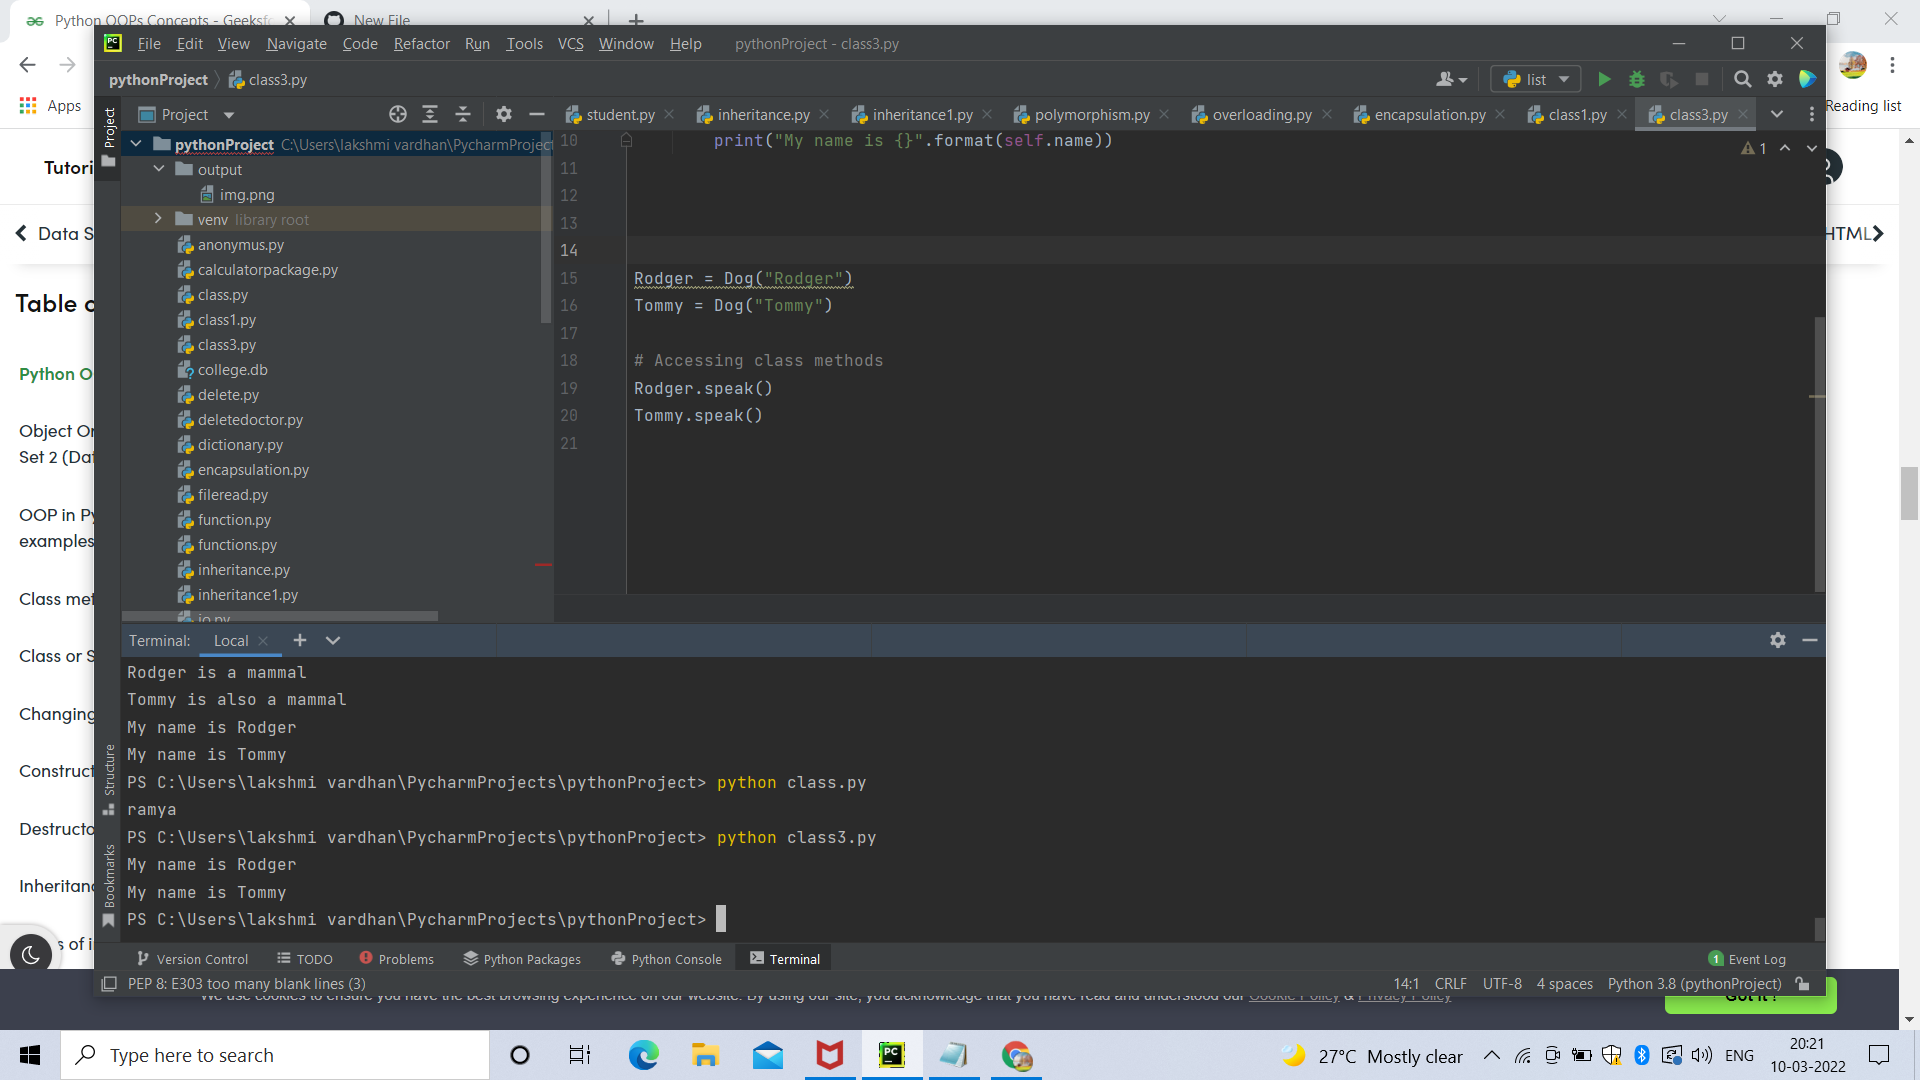 Python OOPs Concepts - Geeksf
New File
File Edit View Navigate Code Refactor Run Tools VCS Window Help pythonProject - class3.py
pythonProject class3.py
list
Apps
Reading list
Project
student.py inheritance.py inheritance1.py polymorphism.py overloading.py encapsulation.py class1.py class3.py
Project
pythonProject C:\Users\lakshmi vardhan\PycharmProject
output
img.png
venv library root
anonymus.py
calculatorpackage.py
class.py
class1.py
class3.py
college.db
delete.py
deletedoctor.py
dictionary.py
encapsulation.py
fileread.py
function.py
functions.py
inheritance.py
inheritance1.py
io.py
10 print("My name is {}".format(self.name))
11
12
13
14
15 Rodger = Dog("Rodger")
16 Tommy = Dog("Tommy")
17
18 # Accessing class methods
19 Rodger.speak()
20 Tommy.speak()
21
1
Tutori
Data S
HTML
Table o
Python O
Object Or
Set 2 (Dat
OOP in Py
examples
Class met
Class or S
Changing
Construct
Destructo
Inheritanc
s of i
Terminal: Local
Rodger is a mammal
Tommy is also a mammal
My name is Rodger
My name is Tommy
PS C:\Users\lakshmi vardhan\PycharmProjects\pythonProject> python class.py
ramya
PS C:\Users\lakshmi vardhan\PycharmProjects\pythonProject> python class3.py
My name is Rodger
My name is Tommy
PS C:\Users\lakshmi vardhan\PycharmProjects\pythonProject>
Structure
Bookmarks
Version Control TODO Problems Python Packages Python Console Terminal 1 Event Log
PEP 8: E303 too many blank lines (3) 14:1 CRLF UTF-8 4 spaces Python 3.8 (pythonProject)
We use cookies to ensure you have the best browsing experience on our website. By using our site, you acknowledge that you have read and understood our Cookie Policy & Privacy Policy
Got It !
Type here to search
27°C Mostly clear
ENG
20:21
10-03-2022